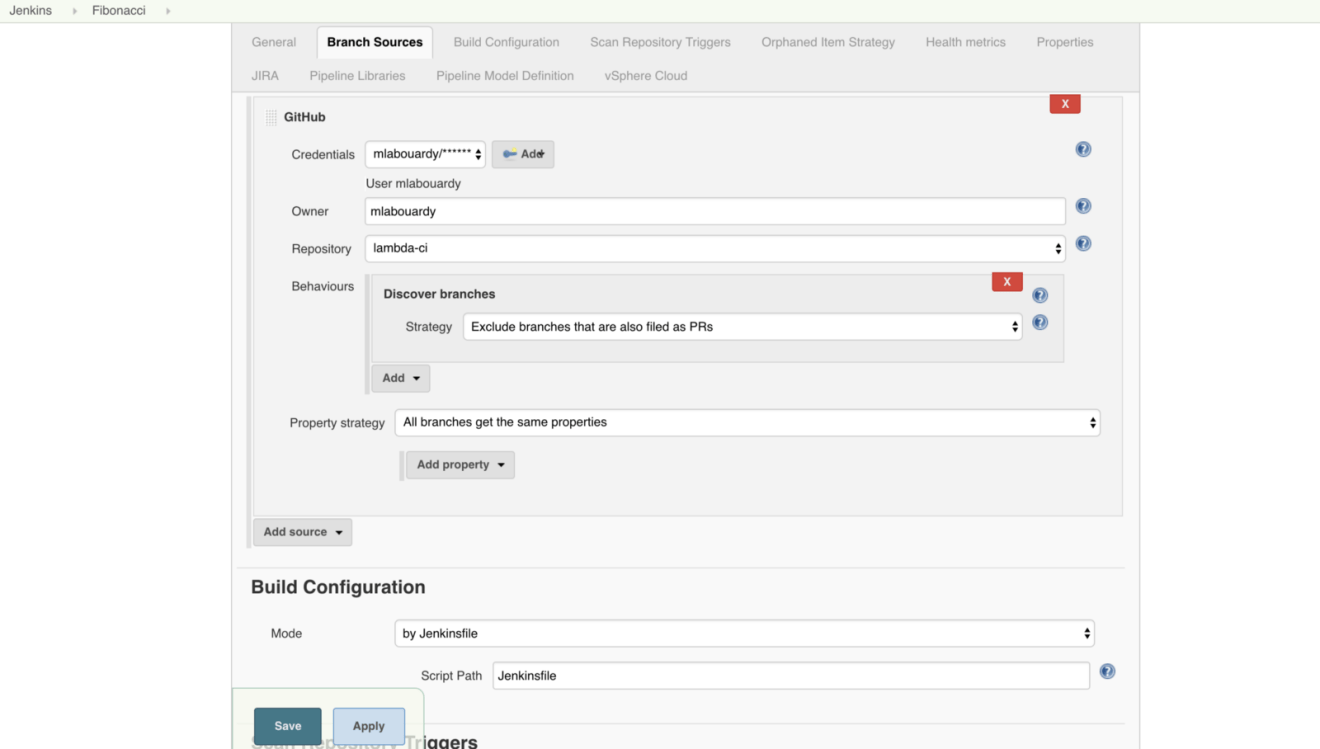 Jenkins Fibonacci
General Branch Sources Build Configuration Scan Repository Triggers Orphaned Item Strategy Health metrics Properties
JIRA Pipeline Libraries Pipeline Model Definition vSphere Cloud
X
GitHub
Credentials mlabouardy/****** Add
User mlabouardy
Owner mlabouardy
Repository lambda-ci
Behaviours
X
Discover branches
Strategy Exclude branches that are also filed as PRs
Add
Property strategy All branches get the same properties
Add property
Add source
Build Configuration
Mode by Jenkinsfile
Script Path Jenkinsfile
Save Apply
Scan Repository Triggers